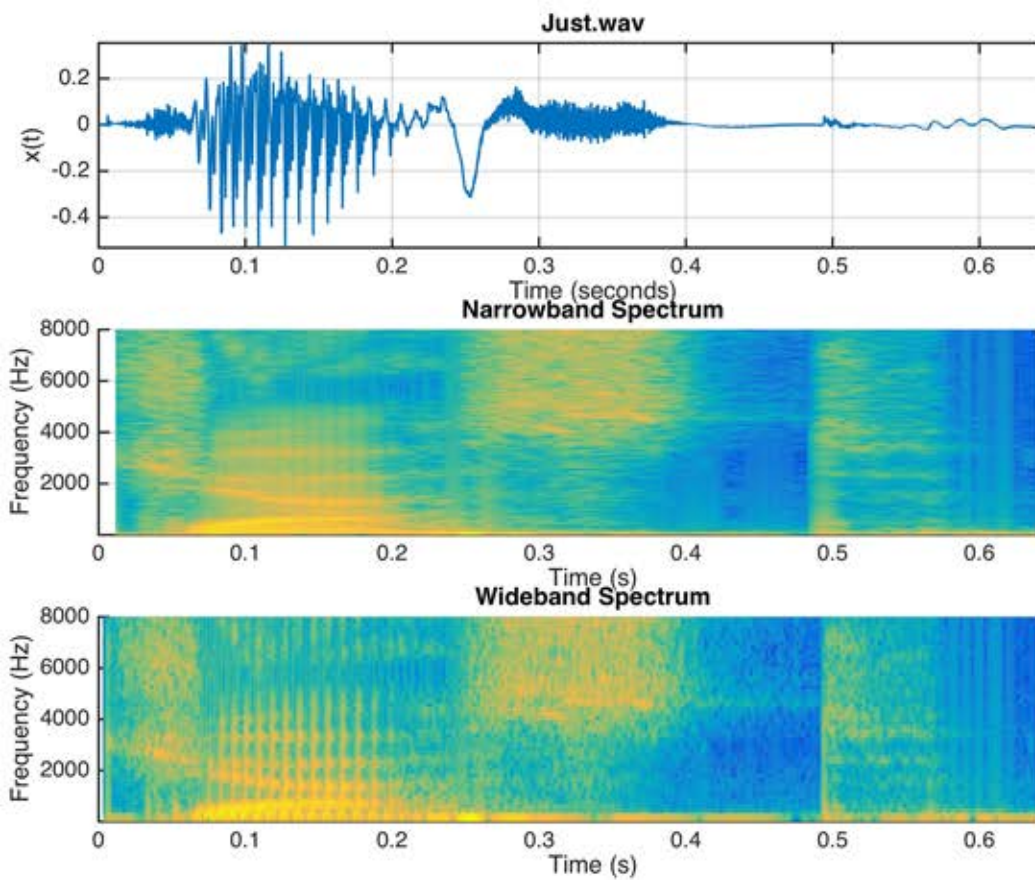 Just.wav
0.2
0
-0.2
-0.4
x(t)
0 0.1 0.2 0.3 0.4 0.5 0.6
Time (seconds)
Narrowband Spectrum
8000
6000
4000
2000
Frequency (Hz)
0 0.1 0.2 0.3 0.4 0.5 0.6
Time (s)
Wideband Spectrum
8000
6000
4000
2000
Frequency (Hz)
0 0.1 0.2 0.3 0.4 0.5 0.6
Time (s)